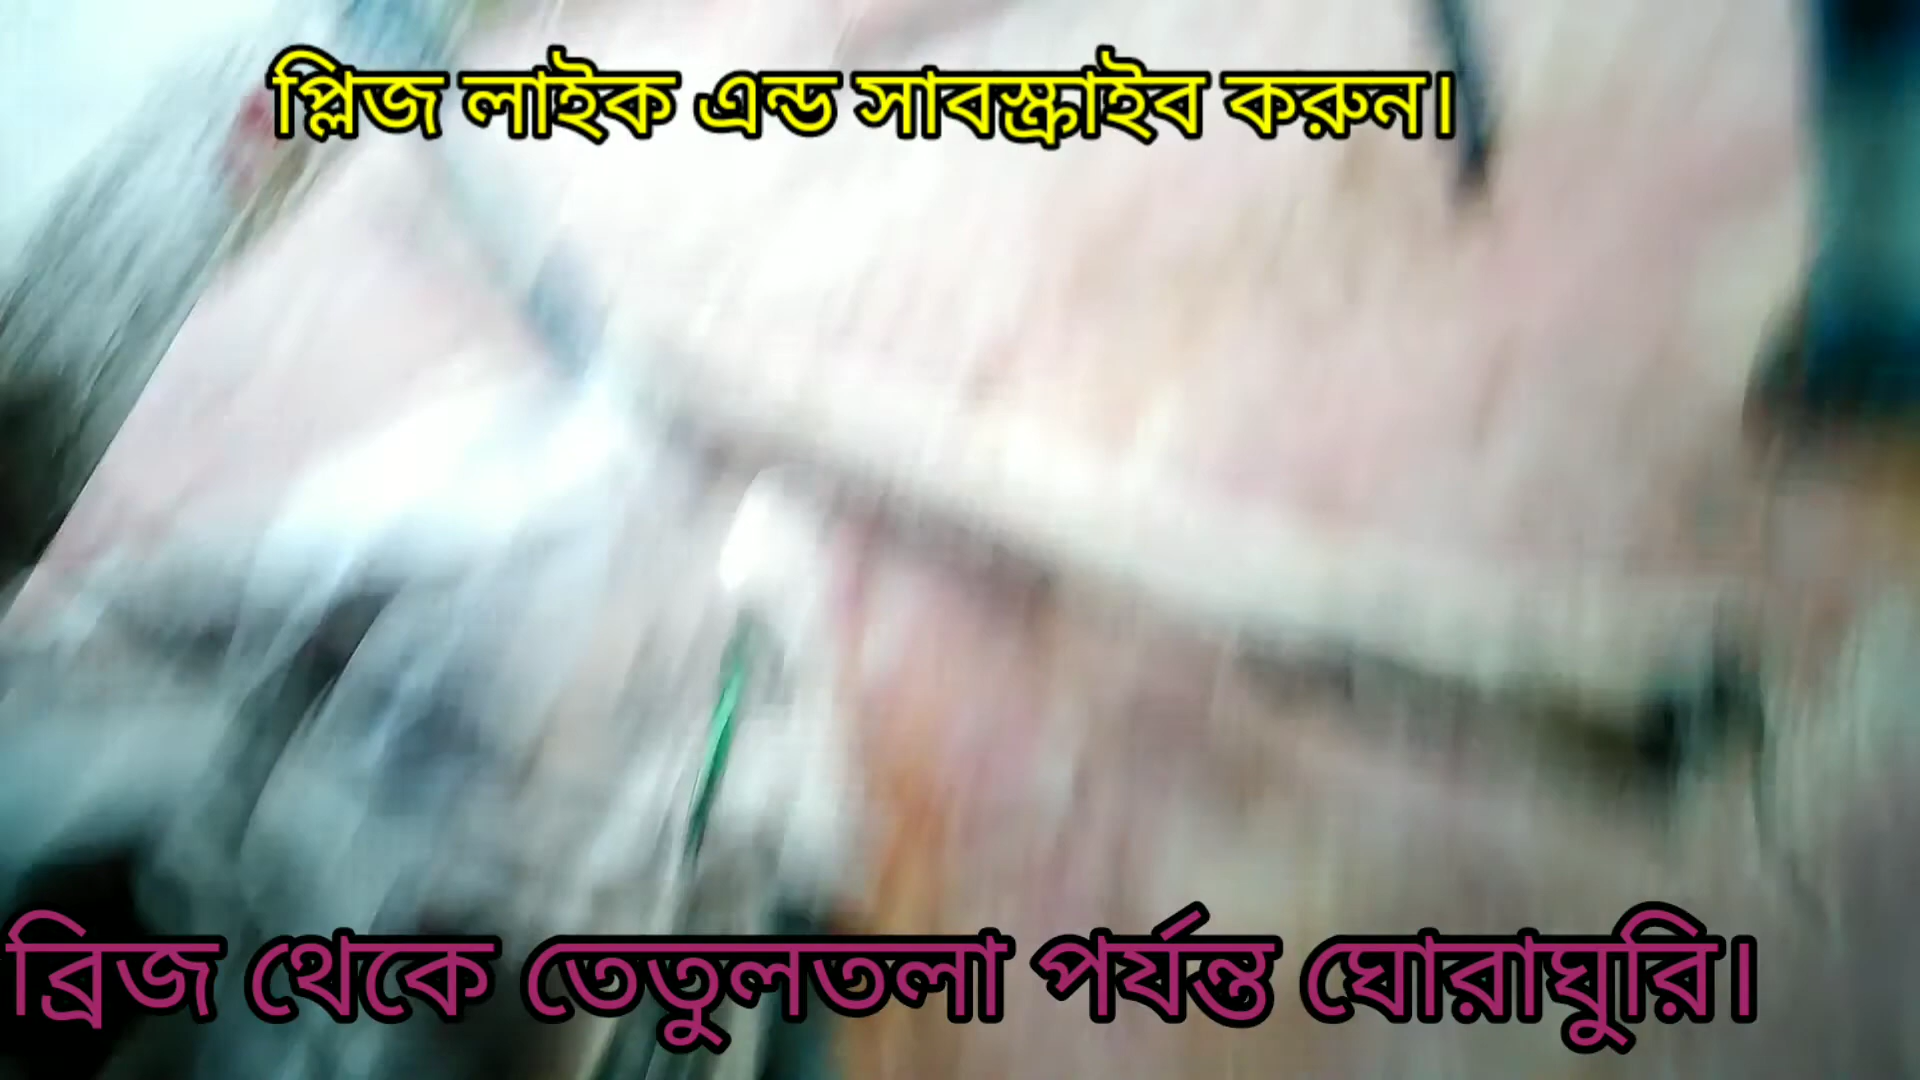 প্লিজ লাইক এন্ড সাবস্ক্রাইব করুন।
ব্রিজ থেকে তেতুলতলা পর্যন্ত ঘোরাঘুরি।